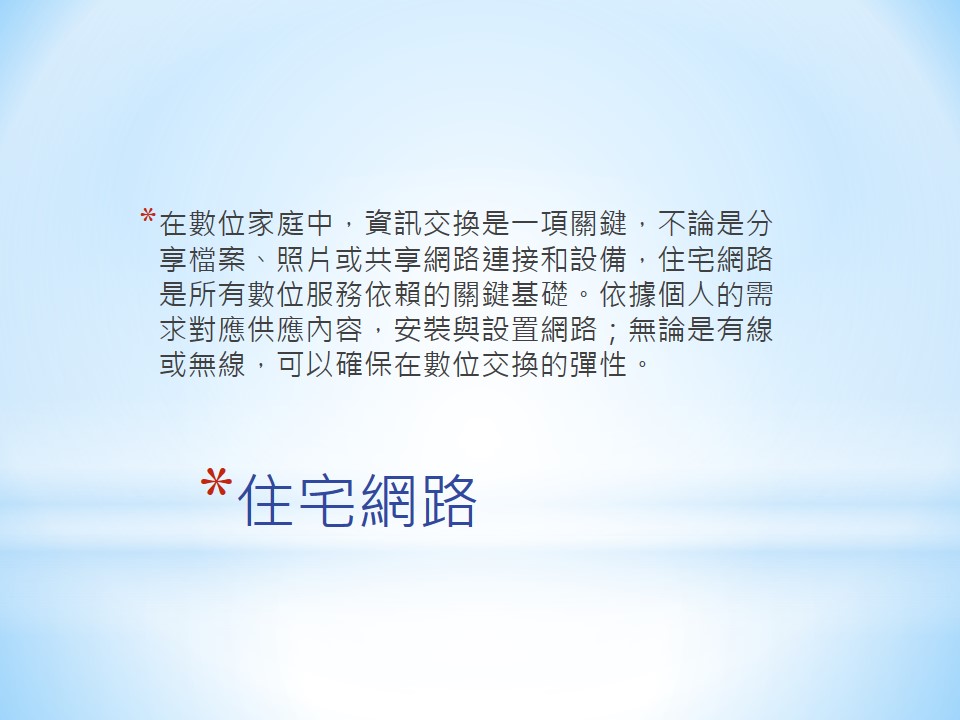 *在數位家庭中，資訊交換是一項關鍵，不論是分
享檔案、照片或共享網路連接和設備，住宅網路
是所有數位服務依賴的關鍵基礎。依據個人的需
求對應供應內容，安裝與設置網路；無論是有線
或無線，可以確保在數位交換的彈性。
*住宅網路